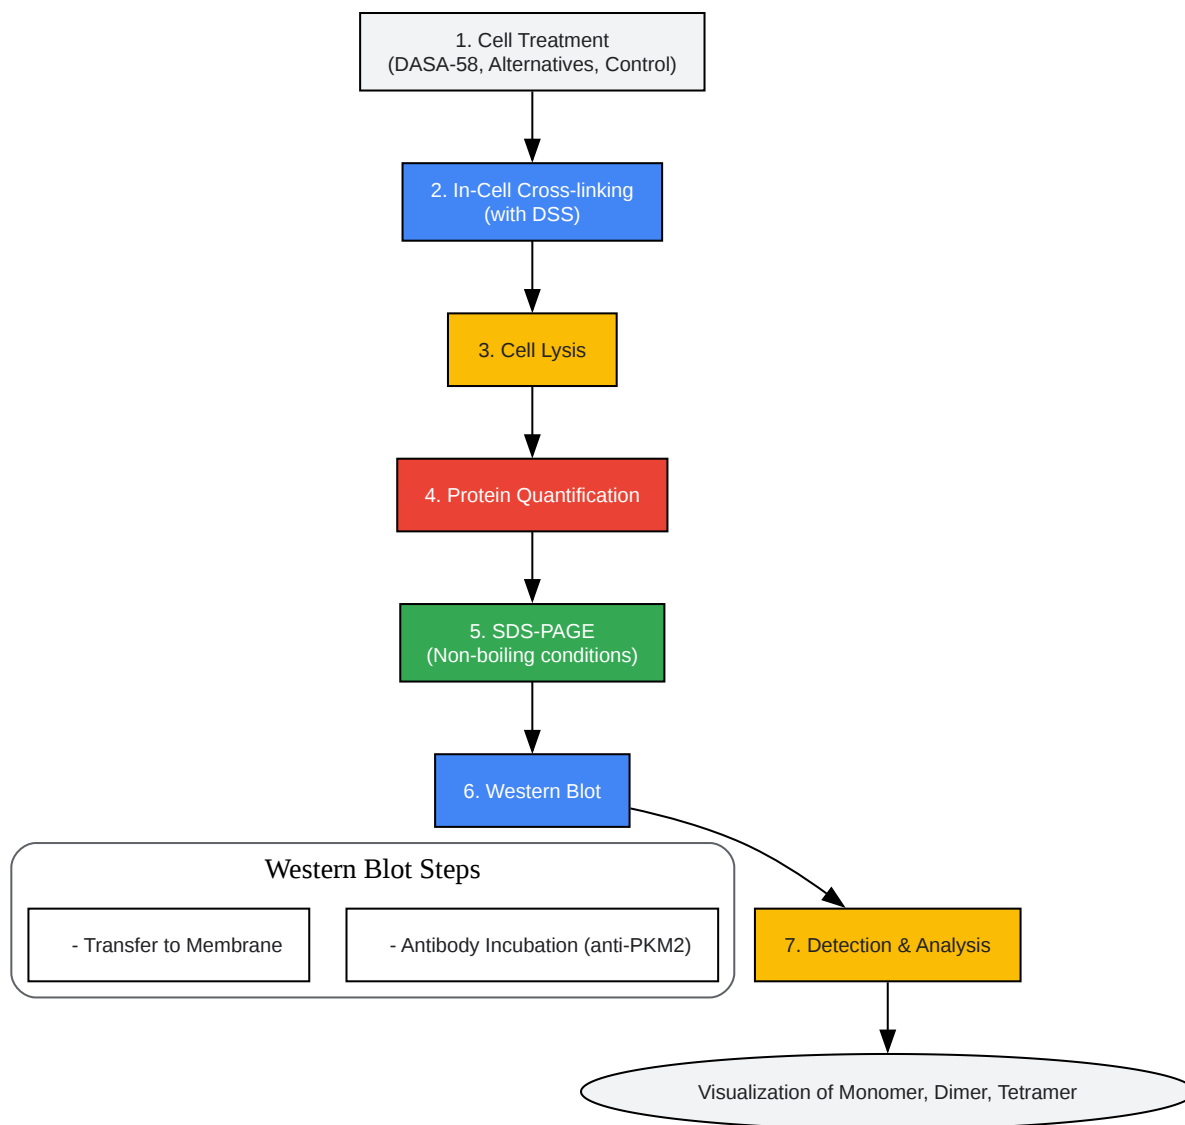 1. Cell Treatment
(DASA-58, Alternatives, Control)
2. In-Cell Cross-linking
(with DSS)
3. Cell Lysis
4. Protein Quantification
5. SDS-PAGE
(Non-boiling conditions)
6. Western Blot
Western Blot Steps
- Transfer to Membrane
- Antibody Incubation (anti-PKM2)
7. Detection & Analysis
Visualization of Monomer, Dimer, Tetramer